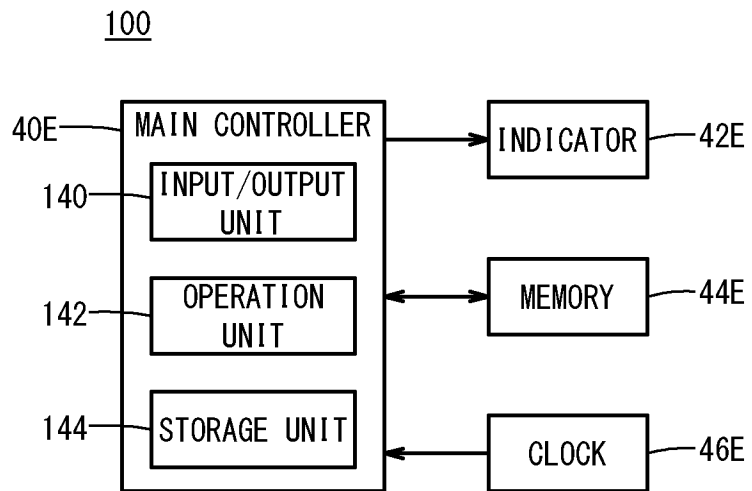 100
40E
MAIN CONTROLLER
INDICATOR
42E
140
INPUT/OUTPUT
UNIT
142
OPERATION
UNIT
MEMORY
44E
144
STORAGE UNIT
CLOCK
46E